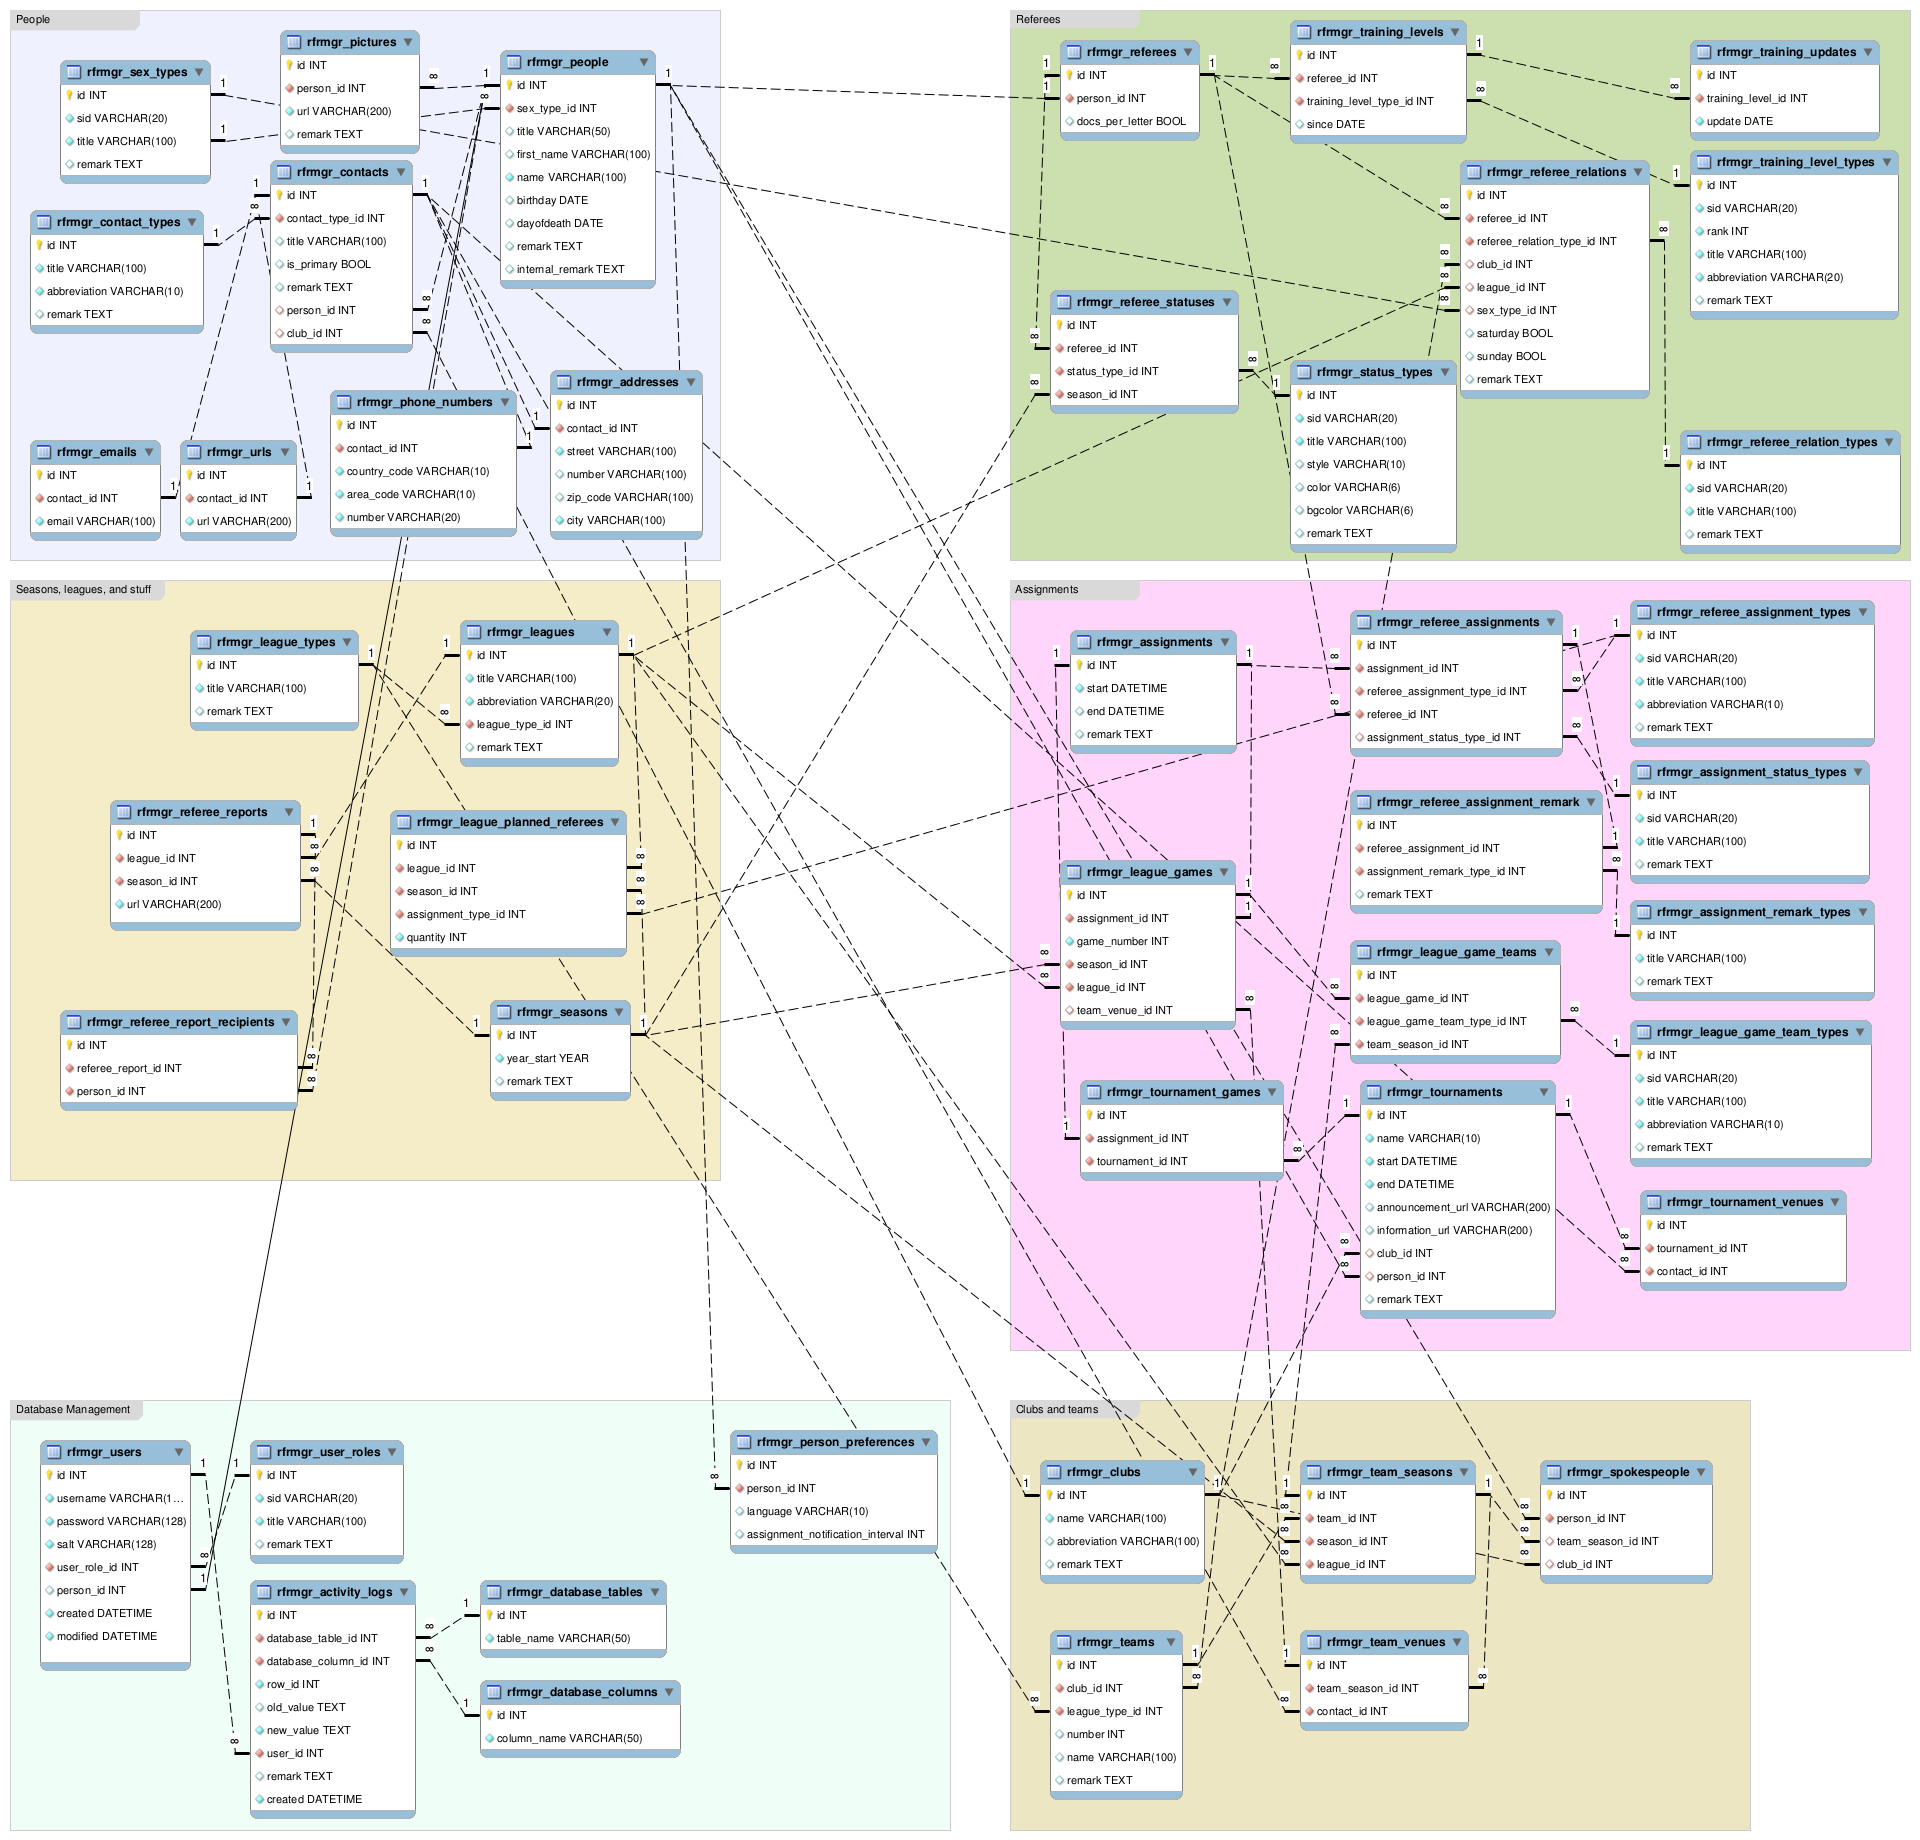 People
rfrmgr_sex_types
id INT
sid VARCHAR(20)
title VARCHAR(100)
remark TEXT
rfrmgr_pictures
id INT
person_id INT
url VARCHAR(200)
remark TEXT
rfrmgr_people
id INT
sex_type_id INT
title VARCHAR(50)
first_name VARCHAR(100)
name VARCHAR(100)
birthday DATE
dayofdeath DATE
remark TEXT
internal_remark TEXT
rfrmgr_contact_types
id INT
title VARCHAR(100)
abbreviation VARCHAR(10)
remark TEXT
rfrmgr_contacts
id INT
contact_type_id INT
title VARCHAR(100)
is_primary BOOL
remark TEXT
person_id INT
club_id INT
rfrmgr_emails
id INT
contact_id INT
email VARCHAR(100)
rfrmgr_urls
id INT
contact_id INT
url VARCHAR(200)
rfrmgr_phone_numbers
id INT
contact_id INT
country_code VARCHAR(10)
area_code VARCHAR(10)
number VARCHAR(20)
rfrmgr_addresses
id INT
contact_id INT
street VARCHAR(100)
number VARCHAR(100)
zip_code VARCHAR(100)
city VARCHAR(100)
Referees
rfrmgr_referees
id INT
person_id INT
docs_per_letter BOOL
rfrmgr_training_levels
id INT
referee_id INT
training_level_type_id INT
since DATE
rfrmgr_training_updates
id INT
training_level_id INT
update DATE
rfrmgr_training_level_types
id INT
sid VARCHAR(20)
rank INT
title VARCHAR(100)
abbreviation VARCHAR(20)
remark TEXT
rfrmgr_referee_relations
id INT
referee_id INT
referee_relation_type_id INT
club_id INT
league_id INT
sex_type_id INT
saturday BOOL
sunday BOOL
remark TEXT
rfrmgr_referee_statuses
id INT
referee_id INT
status_type_id INT
season_id INT
rfrmgr_status_types
id INT
sid VARCHAR(20)
title VARCHAR(100)
style VARCHAR(10)
color VARCHAR(6)
bgcolor VARCHAR(6)
remark TEXT
rfrmgr_referee_relation_types
id INT
sid VARCHAR(20)
title VARCHAR(100)
remark TEXT
Seasons, leagues, and stuff
rfrmgr_league_types
id INT
title VARCHAR(100)
remark TEXT
rfrmgr_leagues
id INT
title VARCHAR(100)
abbreviation VARCHAR(20)
league_type_id INT
remark TEXT
rfrmgr_referee_reports
id INT
league_id INT
season_id INT
url VARCHAR(200)
rfrmgr_league_planned_referees
id INT
league_id INT
season_id INT
assignment_type_id INT
quantity INT
rfrmgr_referee_report_recipients
id INT
referee_report_id INT
person_id INT
rfrmgr_seasons
id INT
year_start YEAR
remark TEXT
Assignments
rfrmgr_assignments
id INT
start DATETIME
end DATETIME
remark TEXT
rfrmgr_referee_assignments
id INT
assignment_id INT
referee_assignment_type_id INT
referee_id INT
assignment_status_type_id INT
rfrmgr_referee_assignment_types
id INT
sid VARCHAR(20)
title VARCHAR(100)
abbreviation VARCHAR(10)
remark TEXT
rfrmgr_assignment_status_types
id INT
sid VARCHAR(20)
title VARCHAR(100)
remark TEXT
rfrmgr_referee_assignment_remark
id INT
referee_assignment_id INT
assignment_remark_type_id INT
remark TEXT
rfrmgr_assignment_remark_types
id INT
title VARCHAR(100)
remark TEXT
rfrmgr_league_games
id INT
assignment_id INT
game_number INT
season_id INT
league_id INT
team_venue_id INT
rfrmgr_league_game_teams
id INT
league_game_id INT
league_game_team_type_id INT
team_season_id INT
rfrmgr_league_game_team_types
id INT
sid VARCHAR(20)
title VARCHAR(100)
abbreviation VARCHAR(10)
remark TEXT
rfrmgr_tournament_games
id INT
assignment_id INT
tournament_id INT
rfrmgr_tournaments
id INT
name VARCHAR(10)
start DATETIME
end DATETIME
announcement_url VARCHAR(200)
information_url VARCHAR(200)
club_id INT
person_id INT
remark TEXT
rfrmgr_tournament_venues
id INT
tournament_id INT
contact_id INT
Database Management
rfrmgr_users
id INT
username VARCHAR(1...
password VARCHAR(128)
salt VARCHAR(128)
user_role_id INT
person_id INT
created DATETIME
modified DATETIME
rfrmgr_user_roles
id INT
sid VARCHAR(20)
title VARCHAR(100)
remark TEXT
rfrmgr_person_preferences
id INT
person_id INT
language VARCHAR(10)
assignment_notification_interval INT
rfrmgr_activity_logs
id INT
database_table_id INT
database_column_id INT
row_id INT
old_value TEXT
new_value TEXT
user_id INT
remark TEXT
created DATETIME
rfrmgr_database_tables
id INT
table_name VARCHAR(50)
rfrmgr_database_columns
id INT
column_name VARCHAR(50)
Clubs and teams
rfrmgr_clubs
id INT
name VARCHAR(100)
abbreviation VARCHAR(100)
remark TEXT
rfrmgr_team_seasons
id INT
team_id INT
season_id INT
league_id INT
rfrmgr_spokespeople
id INT
person_id INT
team_season_id INT
club_id INT
rfrmgr_teams
id INT
club_id INT
league_type_id INT
number INT
name VARCHAR(100)
remark TEXT
rfrmgr_team_venues
id INT
team_season_id INT
contact_id INT